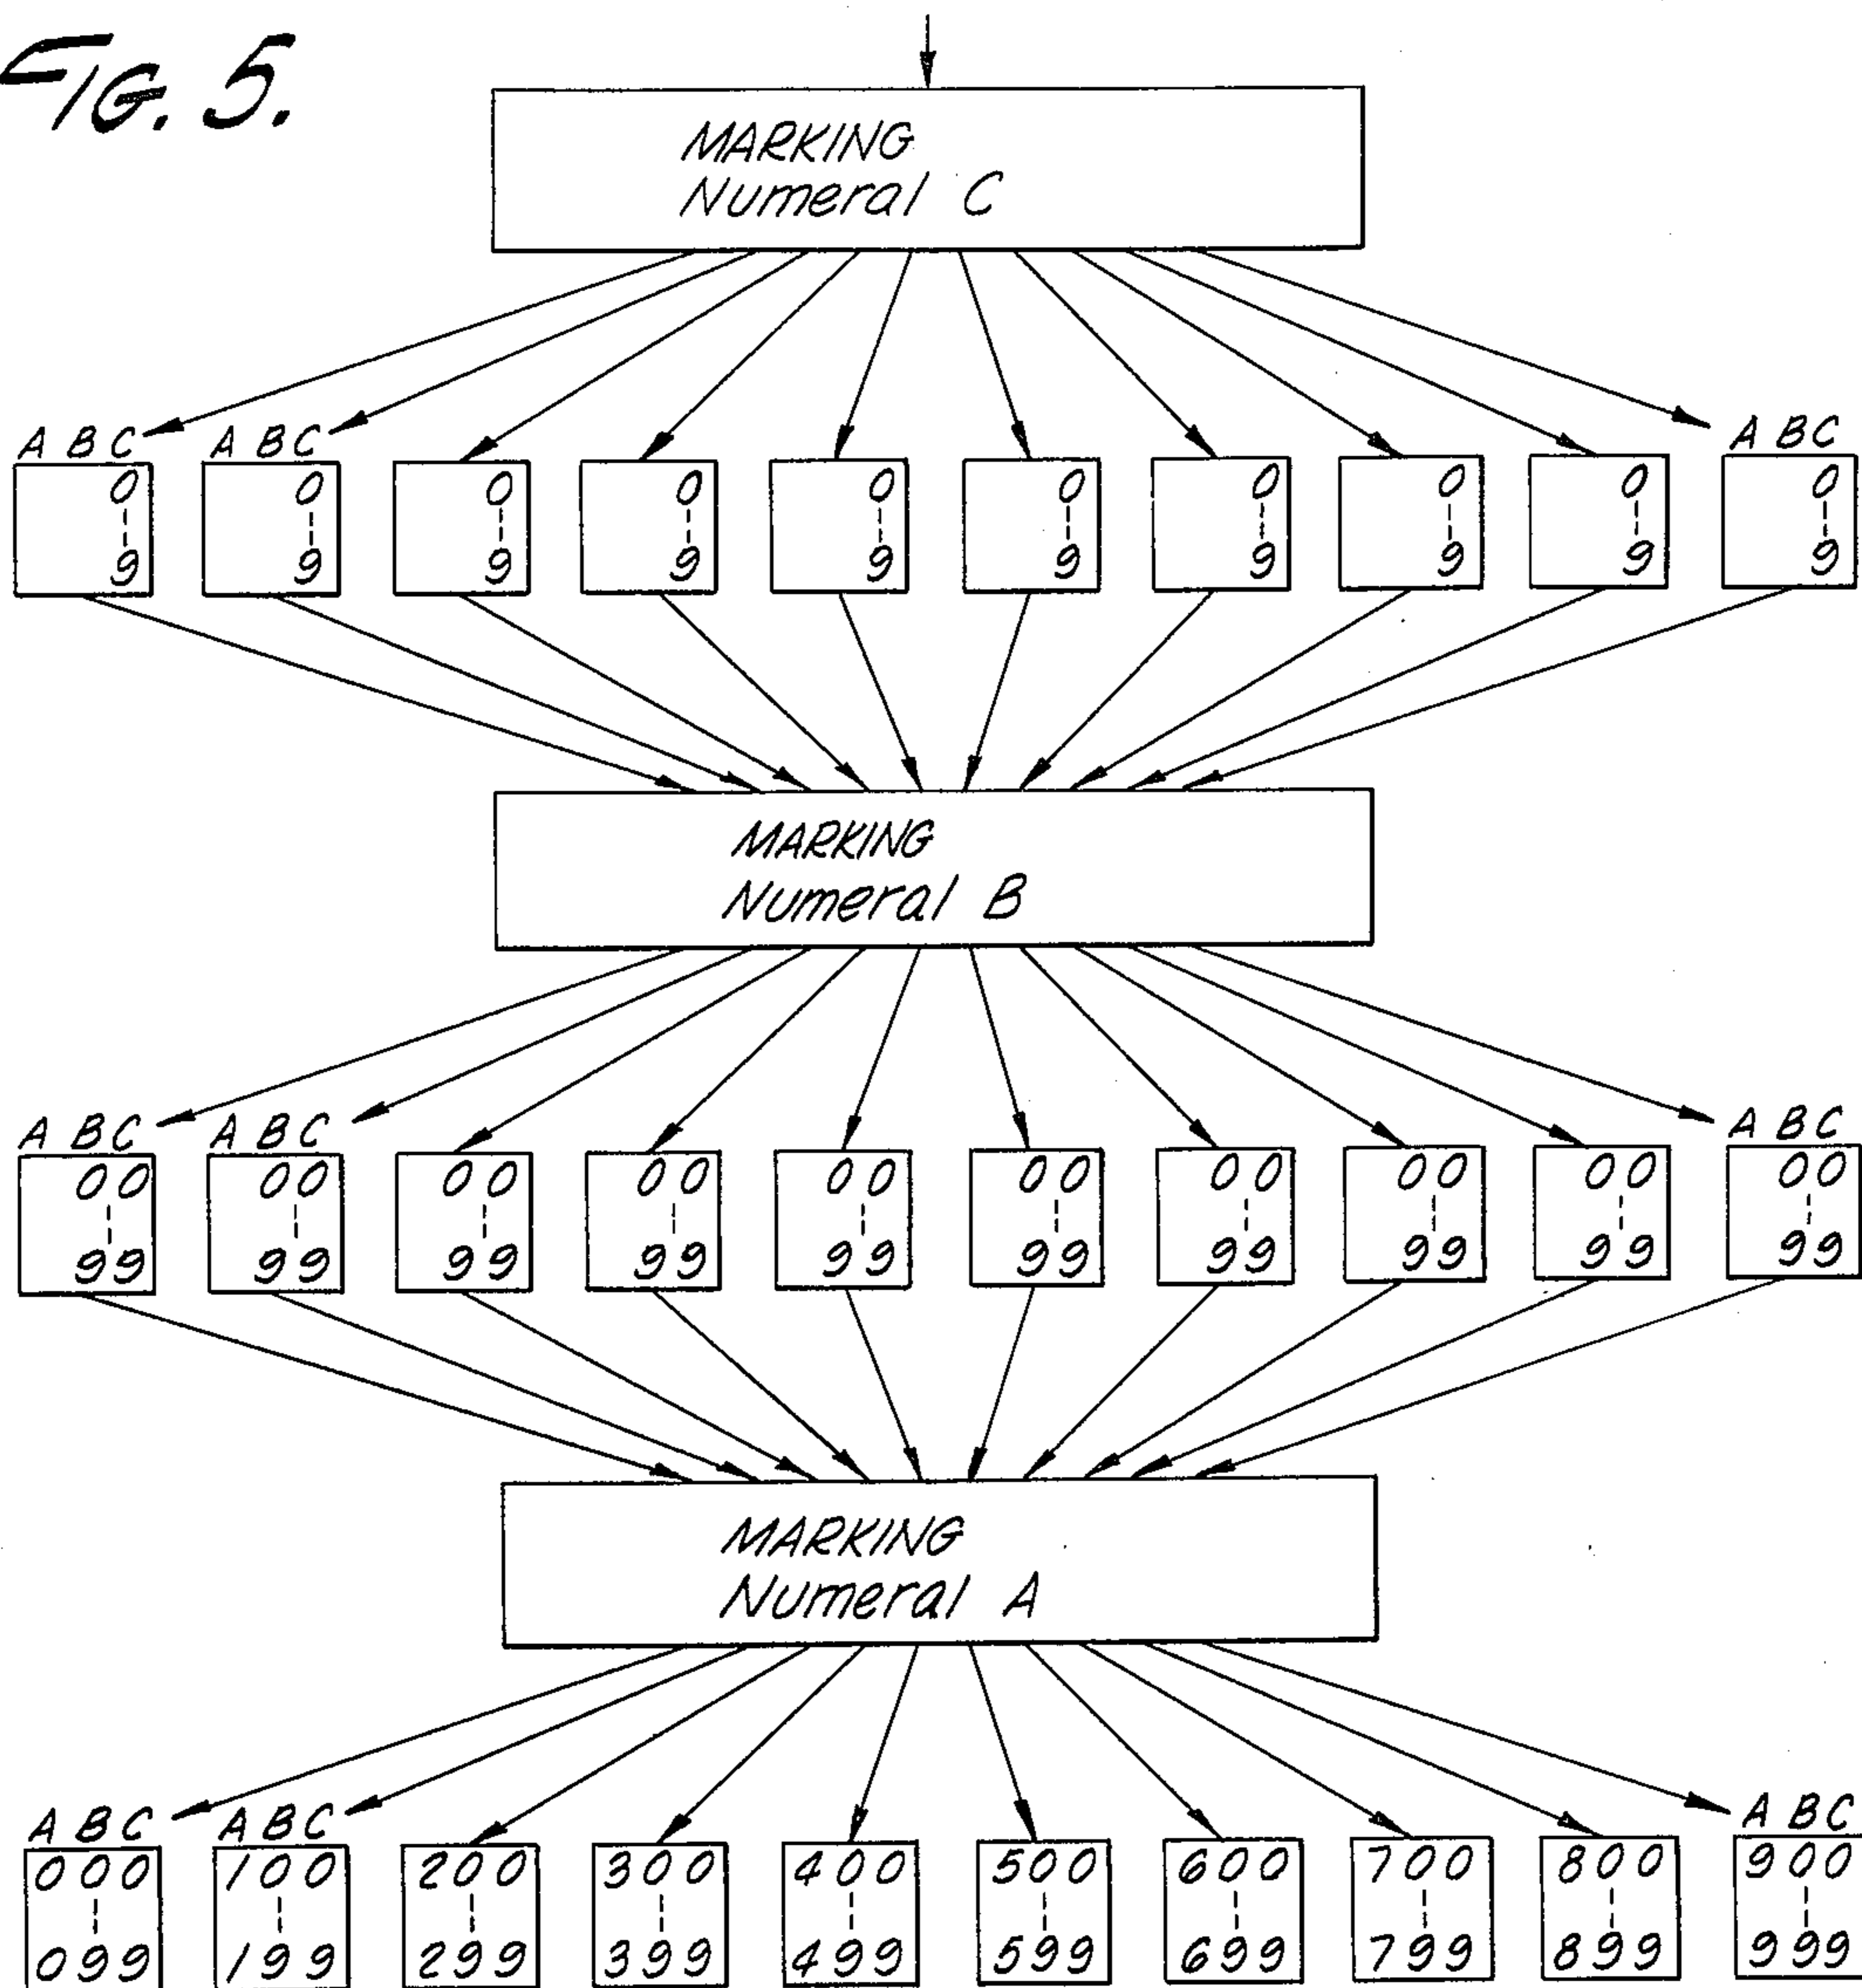 FIG. 5.
MARKING
Numeral C
A B C A B C A B C
0 0 0 0 0 0 0 0 0 0
9 9 9 9 9 9 9 9 9 9
MARKING
Numeral B
A B C A B C A B C
00 00 00 00 00 00 00 00 00 00
99 99 99 99 99 99 99 99 99 99
MARKING
Numeral A
A B C A B C A B C
000 100 200 300 400 500 600 700 800 900
099 199 299 399 499 599 699 799 899 999